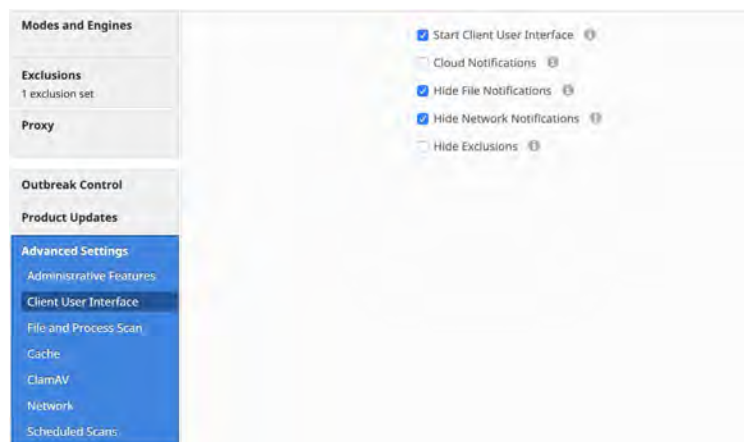 Modes and Engines
Exclusions
1 exclusion set
Proxy
Outbreak Control
Product Updates
Advanced Settings
Administrative Features
Client User Interface
File and Process Scan
Cache
ClamAV
Network
Scheduled Scans
Start Client User Interface
Cloud Notifications
Hide File Notifications
Hide Network Notifications
Hide Exclusions